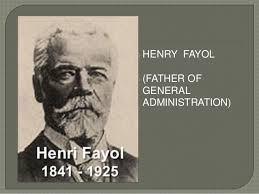 HENRY FAYOL
(FATHER OF
GENERAL
ADMINISTRATION)
Henri Fayol
1841 - 1925